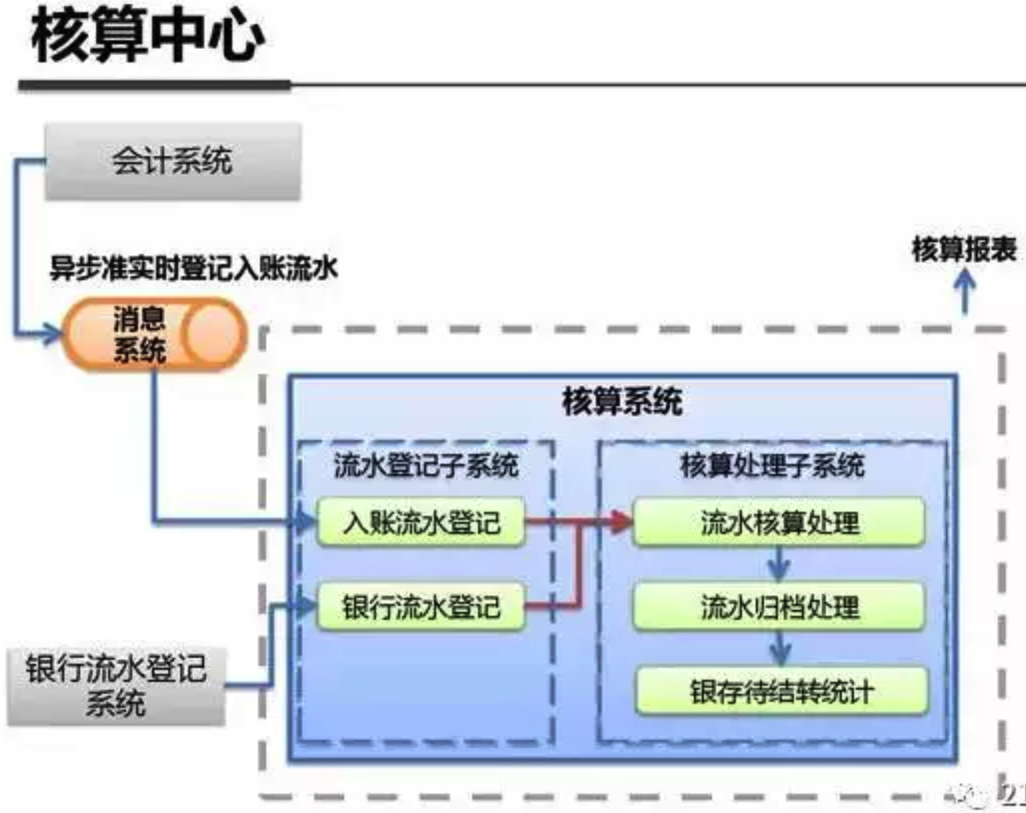 核算中心
会计系统
异步准实时登记入账流水
核算报表
消息
系统
核算系统
流水登记子系统
核算处理子系统
入账流水登记
流水核算处理
银行流水登记
流水归档处理
银行流水登记
系统
银存待结转统计
21